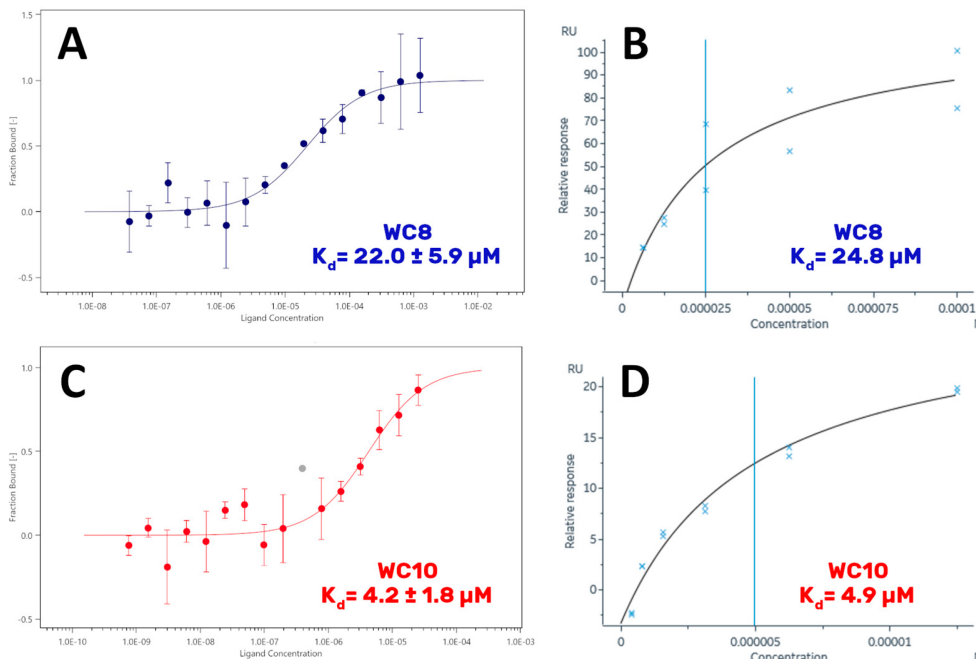 A
Fraction Bound [-]
1.0
0.5
0.0
-0.5
WC8
Kd= 22.0 ± 5.9 µM
1.0E-08 1.0E-07 1.0E-06 1.0E-05 1.0E-04 1.0E-03 1.0E-02
Ligand Concentration
B
RU
Relative response
100
90
80
70
60
50
40
30
20
10
0
WC8
Kd= 24.8 µM
0 0.000025 0.00005 0.000075 0.0001
Concentration
C
Fraction Bound [-]
1.0
0.5
0.0
-0.5
WC10
Kd= 4.2 ± 1.8 µM
1.0E-10 1.0E-09 1.0E-08 1.0E-07 1.0E-06 1.0E-05 1.0E-04 1.0E-03
Ligand Concentration
D
RU
Relative response
20
15
10
5
0
WC10
Kd= 4.9 µM
0 0.000005 0.00001
Concentration